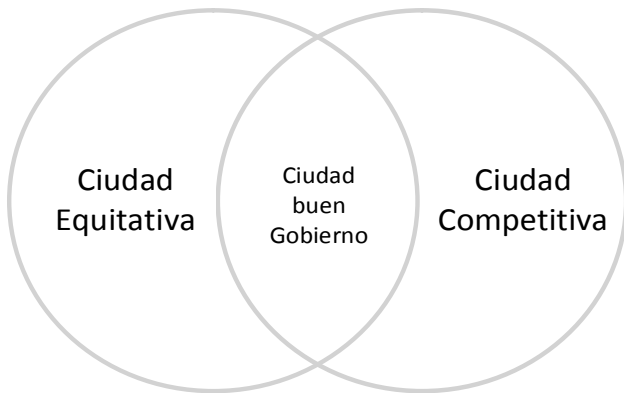 Ciudad
Equitativa
Ciudad
buen
Gobierno
Ciudad
Competitiva